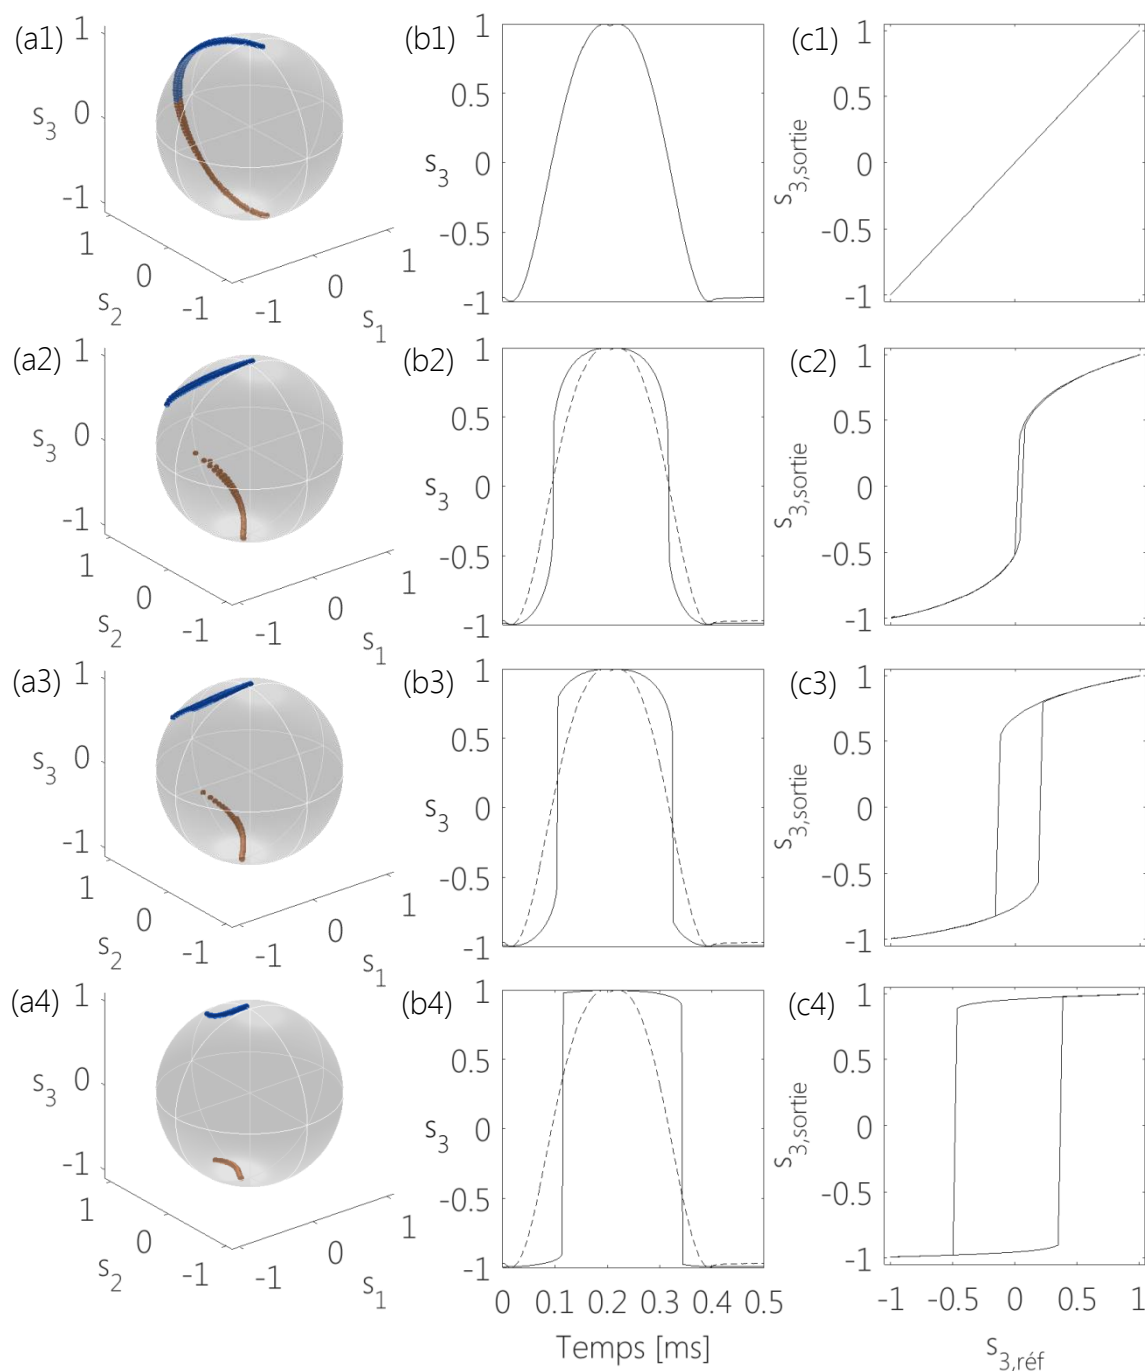 (a1) (b1) (c1)
1 1 1
0.5 0.5
S3 0 S3 0 S3,sortie 0
-0.5 -0.5
-1 -1 -1
1 0 -1 -1 0 1
S2 S1
(a2) (b2) (c2)
1 1 1
0.5 0.5
S3 0 S3 0 S3,sortie 0
-0.5 -0.5
-1 -1 -1
1 0 -1 -1 0 1
S2 S1
(a3) (b3) (c3)
1 1 1
0.5 0.5
S3 0 S3 0 S3,sortie 0
-0.5 -0.5
-1 -1 -1
1 0 -1 -1 0 1
S2 S1
(a4) (b4) (c4)
1 1 1
0.5 0.5
S3 0 S3 0 S3,sortie 0
-0.5 -0.5
-1 -1 -1
1 0 -1 -1 0 1
S2 S1
0 0.1 0.2 0.3 0.4 0.5 -1 -0.5 0 0.5 1
Temps [ms] S3,réf